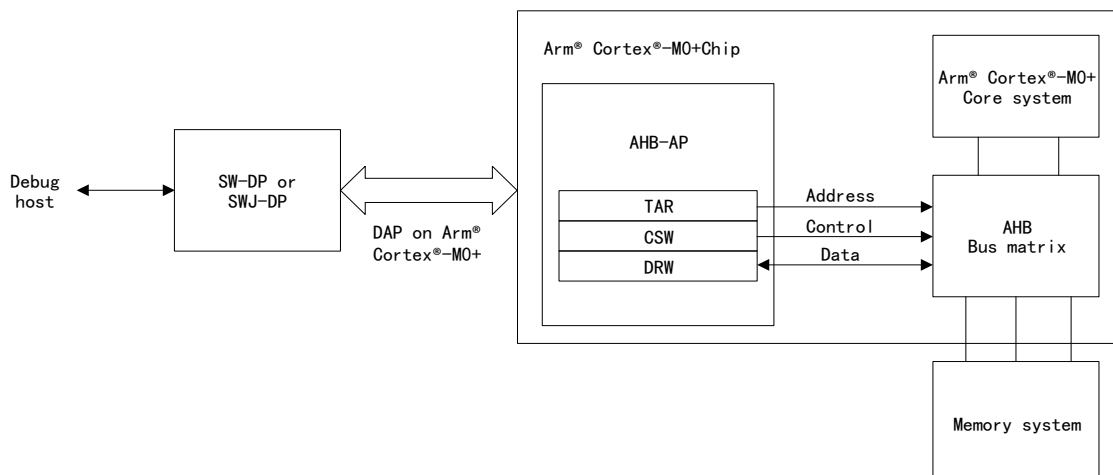 Arm® Cortex®-M0+Chip
Arm® Cortex®-M0+
Core system
AHB-AP
Debug
host
SW-DP or
SWJ-DP
DAP on Arm®
Cortex®-M0+
TAR
CSW
DRW
Address
Control
Data
AHB
Bus matrix
Memory system